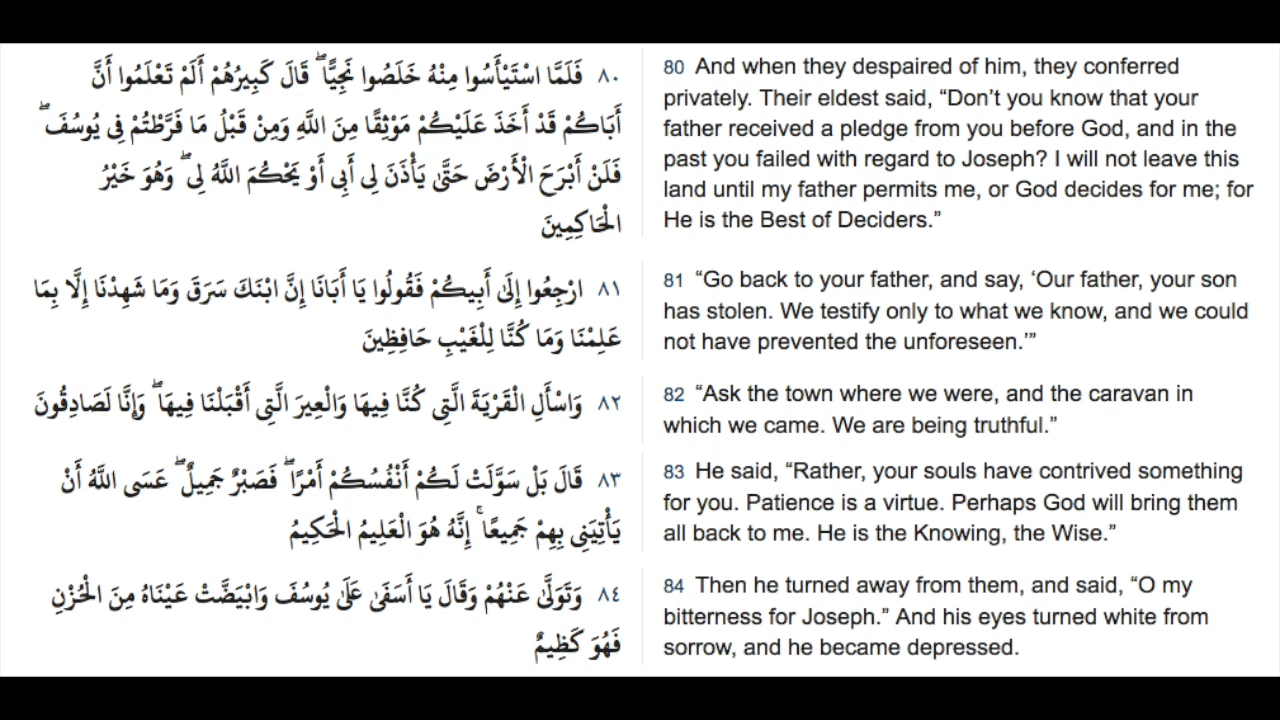 ٨٠ فَلَمَّا اسْتَيْأَسُوا مِنْهُ خَلَصُوا نَجِيًّا ۖ قَالَ كَبِيرُهُمْ أَلَمْ تَعْلَمُوا أَنَّ
أَبَاكُمْ قَدْ أَخَذَ عَلَيْكُمْ مَوْثِقًا مِنَ اللَّهِ وَمِنْ قَبْلُ مَا فَرَّطْتُمْ فِي يُوسُفَ ۖ
فَلَنْ أَبْرَحَ الْأَرْضَ حَتَّىٰ يَأْذَنَ لِي أَبِي أَوْ يَحْكُمَ اللَّهُ لِي ۖ وَهُوَ خَيْرُ
الْحَاكِمِينَ
80 And when they despaired of him, they conferred
privately. Their eldest said, “Don’t you know that your
father received a pledge from you before God, and in the
past you failed with regard to Joseph? I will not leave this
land until my father permits me, or God decides for me; for
He is the Best of Deciders.”
٨١ ارْجِعُوا إِلَىٰ أَبِيكُمْ فَقُولُوا يَا أَبَانَا إِنَّ ابْنَكَ سَرَقَ وَمَا شَهِدْنَا إِلَّا بِمَا
عَلِمْنَا وَمَا كُنَّا لِلْغَيْبِ حَافِظِينَ
81 “Go back to your father, and say, ‘Our father, your son
has stolen. We testify only to what we know, and we could
not have prevented the unforeseen.’”
٨٢ وَاسْأَلِ الْقَرْيَةَ الَّتِي كُنَّا فِيهَا وَالْعِيرَ الَّتِي أَقْبَلْنَا فِيهَا ۖ وَإِنَّا لَصَادِقُونَ
82 “Ask the town where we were, and the caravan in
which we came. We are being truthful.”
٨٣ قَالَ بَلْ سَوَّلَتْ لَكُمْ أَنْفُسُكُمْ أَمْرًا ۖ فَصَبْرٌ جَمِيلٌ ۖ عَسَى اللَّهُ أَنْ
يَأْتِيَنِي بِهِمْ جَمِيعًا ۚ إِنَّهُ هُوَ الْعَلِيمُ الْحَكِيمُ
83 He said, “Rather, your souls have contrived something
for you. Patience is a virtue. Perhaps God will bring them
all back to me. He is the Knowing, the Wise.”
٨٤ وَتَوَلَّىٰ عَنْهُمْ وَقَالَ يَا أَسَفَىٰ عَلَىٰ يُوسُفَ وَابْيَضَّتْ عَيْنَاهُ مِنَ الْحُزْنِ
فَهُوَ كَظِيمٌ
84 Then he turned away from them, and said, “O my
bitterness for Joseph.” And his eyes turned white from
sorrow, and he became depressed.